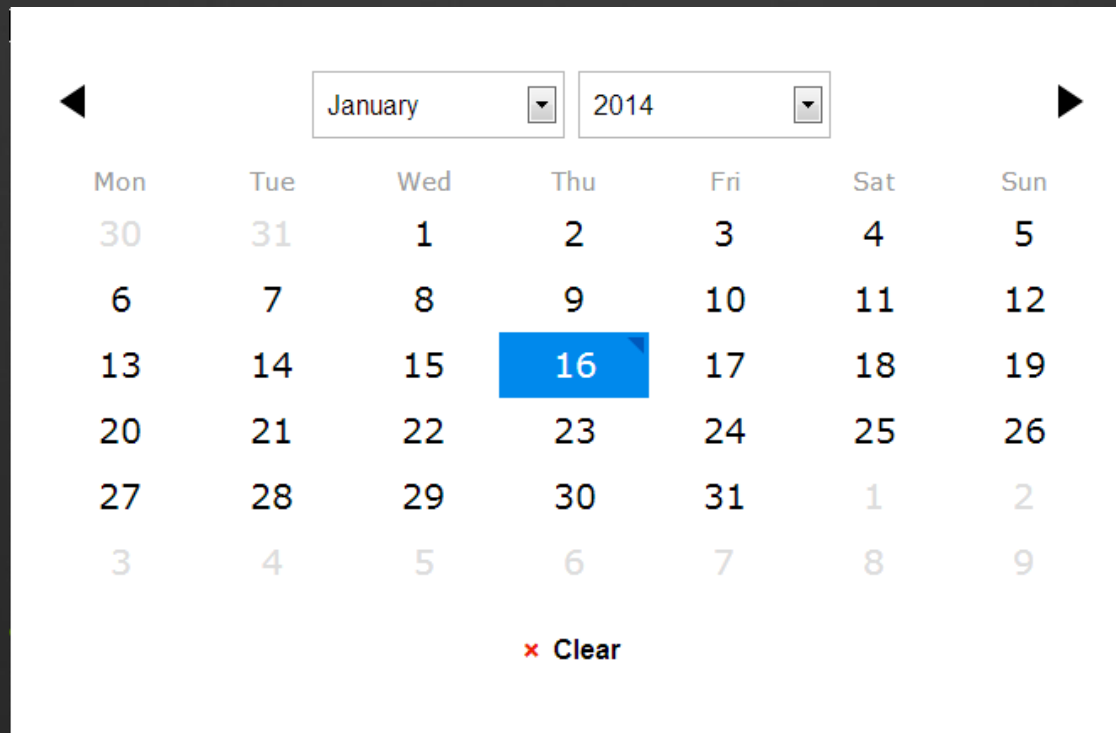 January 2014
Mon Tue Wed Thu Fri Sat Sun
30 31 1 2 3 4 5
6 7 8 9 10 11 12
13 14 15 16 17 18 19
20 21 22 23 24 25 26
27 28 29 30 31 1 2
3 4 5 6 7 8 9
× Clear